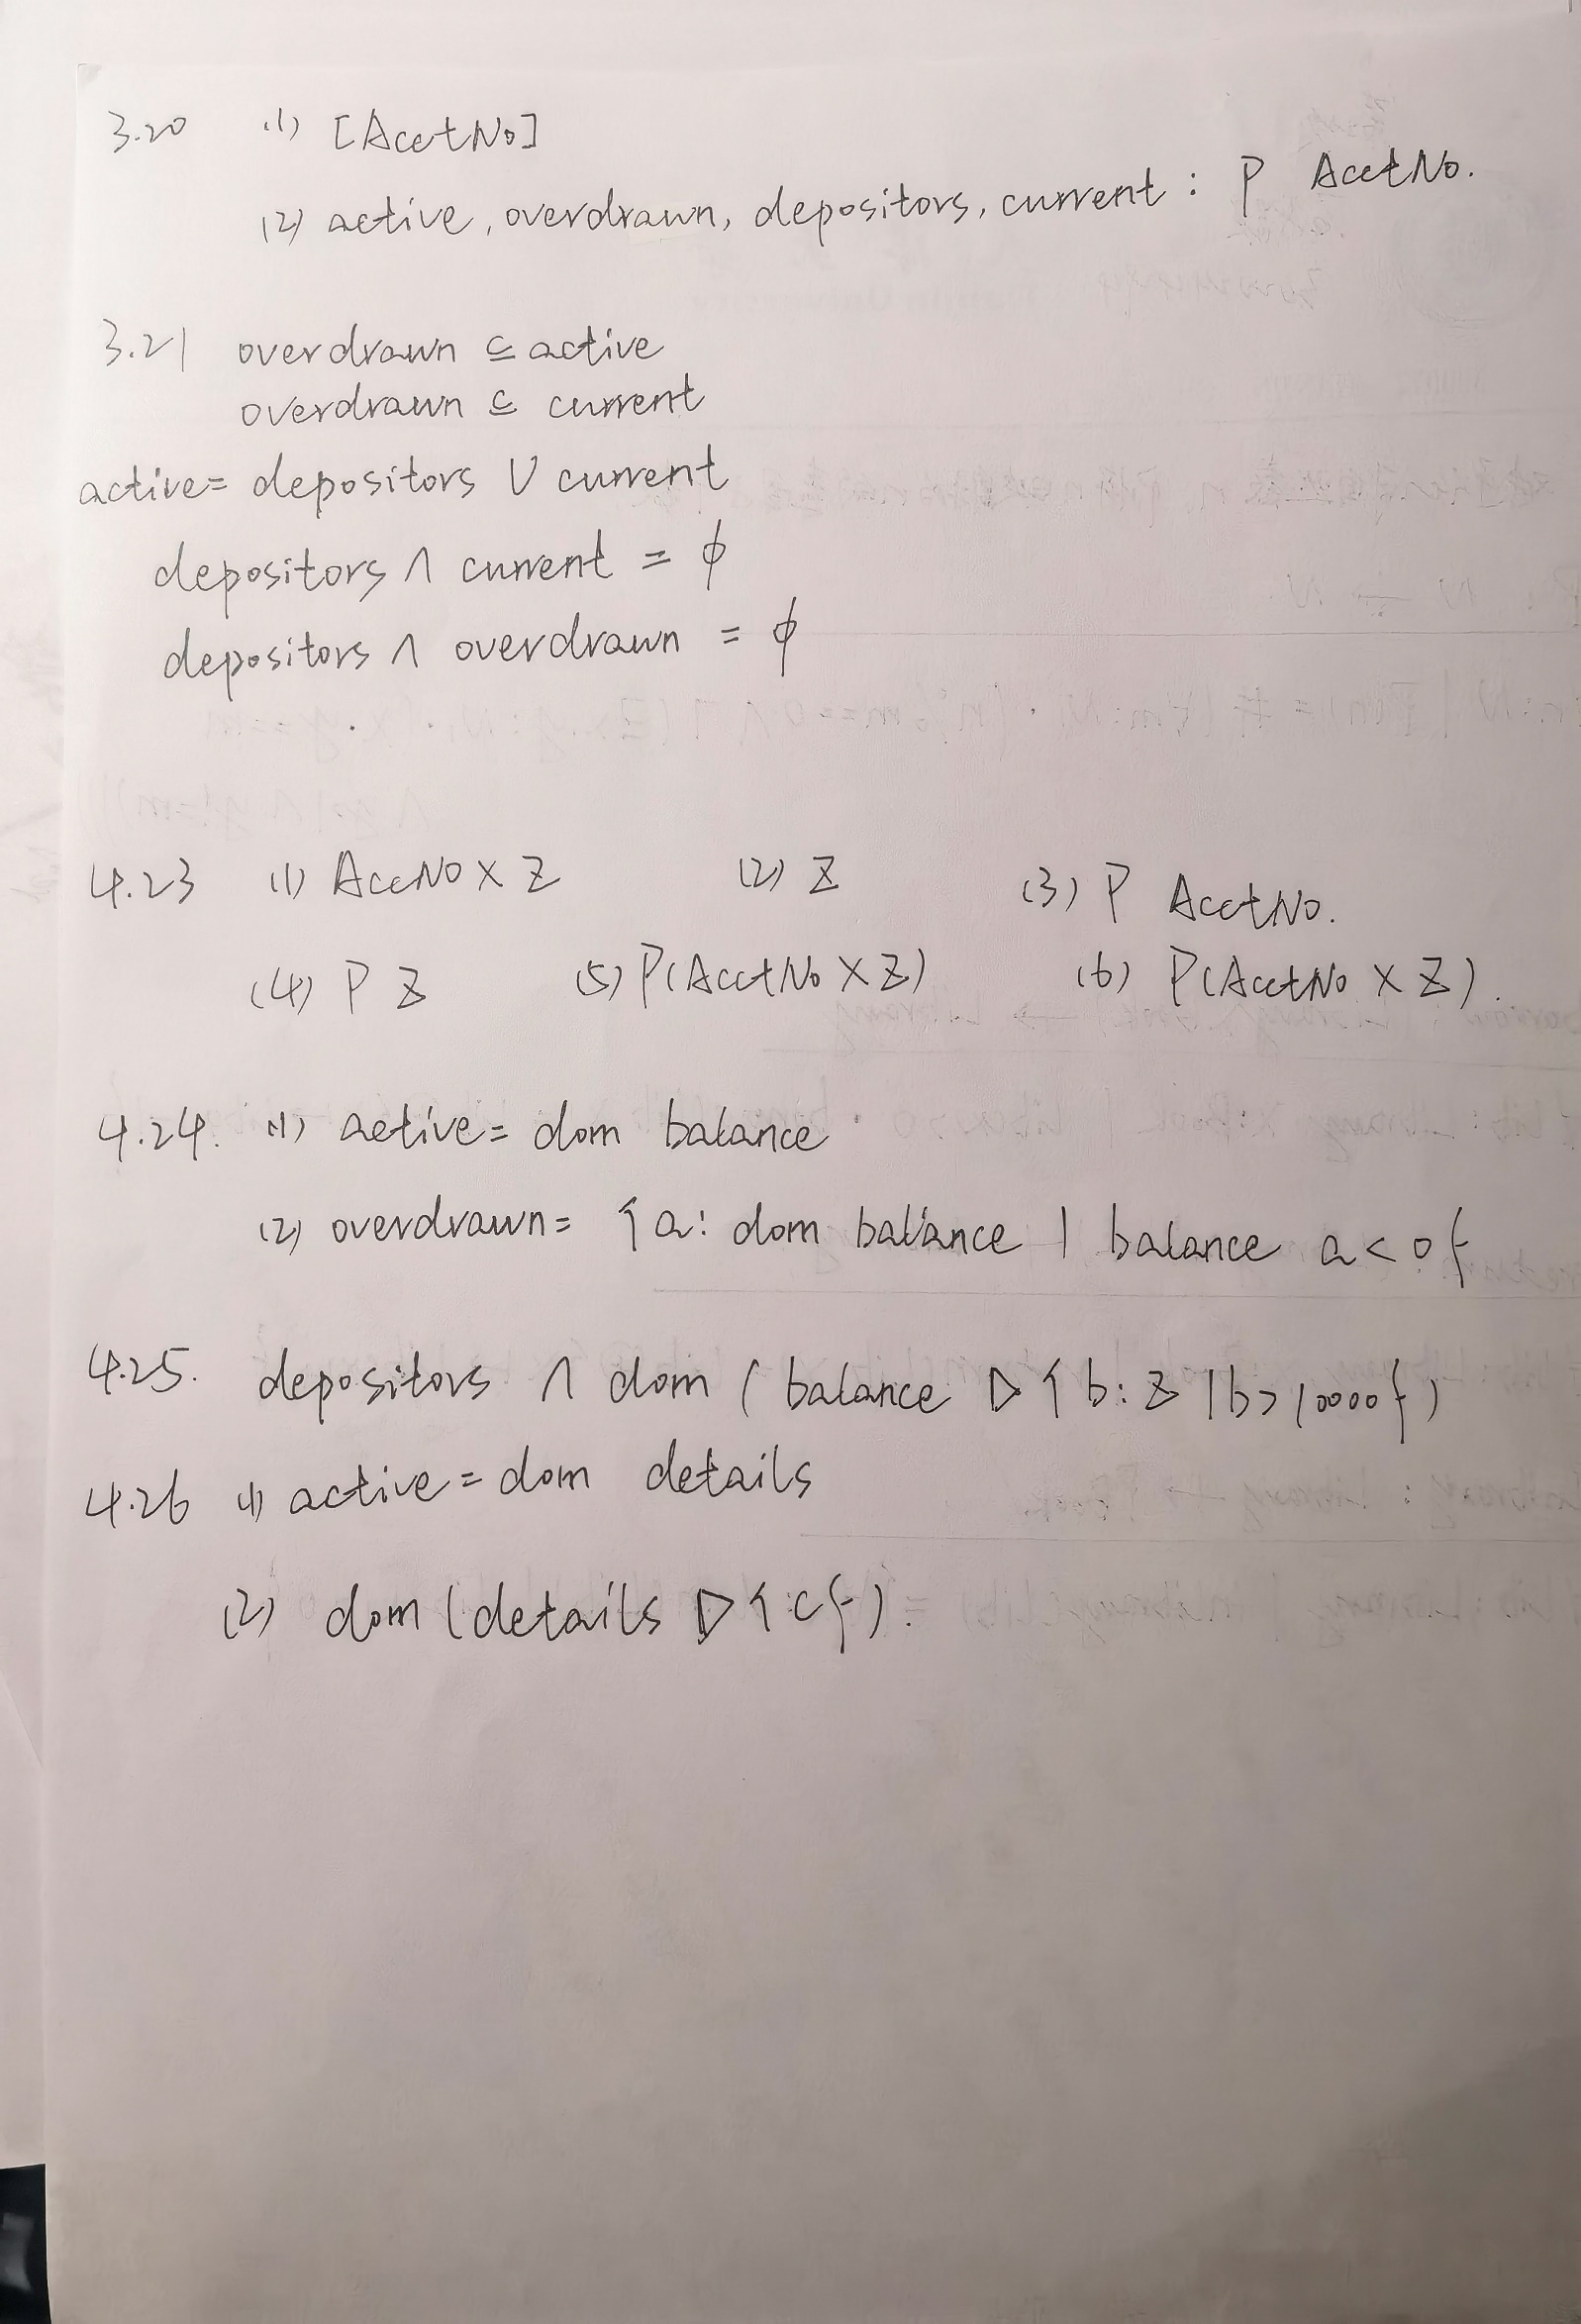 3.20 (1) [AcctNo]
(2) active, overdrawn, depositors, current : P AcctNo.
3.21 overdrawn ⊆ active
overdrawn ⊆ current
active = depositors ∪ current
depositors ∩ current = ϕ
depositors ∩ overdrawn = ϕ
4.23 (1) AccNo × Z (2) Z (3) P AcctNo.
(4) P Z (5) P(AcctNo × Z) (6) P(AcctNo × Z).
4.24. (1) active = dom balance
(2) overdrawn = {a: dom balance | balance a < 0}
4.25. depositors ∩ dom (balance ▷ {b: Z | b > 10000})
4.26 (1) active = dom details
(2) dom (details ▷ {c})